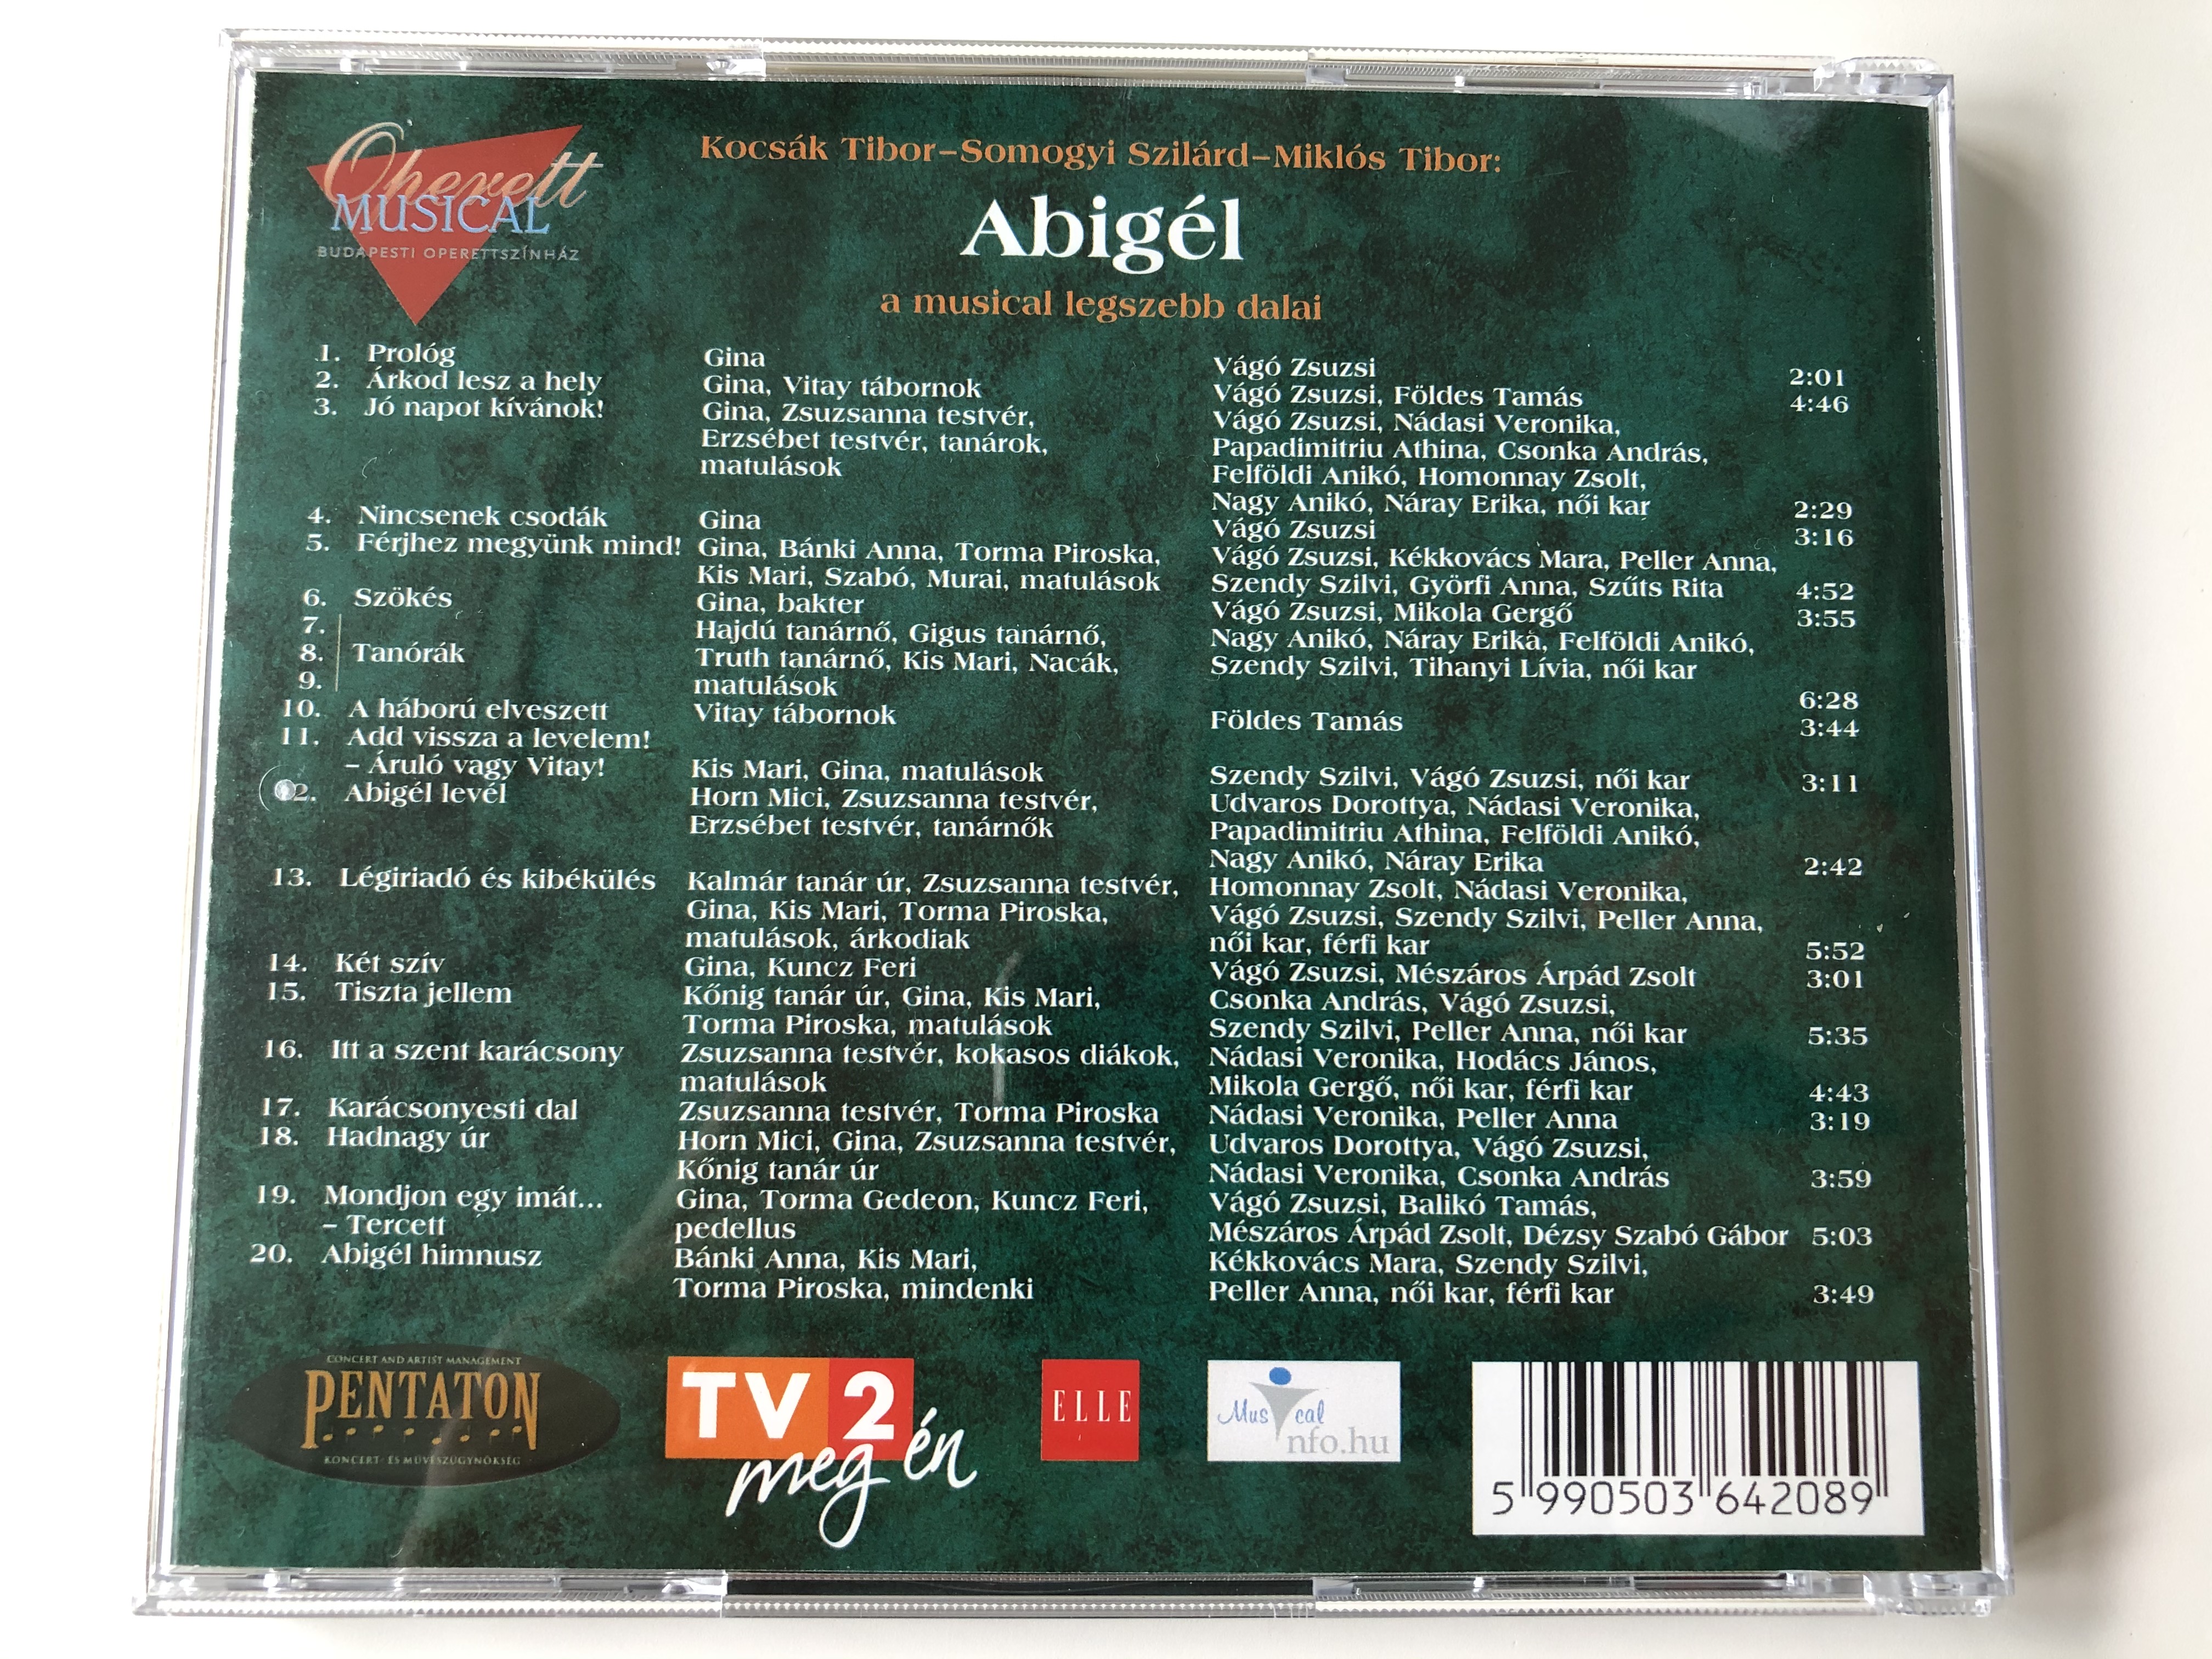 Operett
MUSICAL
BUDAPESTI OPERETTSZÍNHÁZ
Kocsák Tibor–Somogyi Szilárd–Miklós Tibor:
Abigél
a musical legszebb dalai
1. Prológ Gina Vágó Zsuzsi 2:01
2. Árkod lesz a hely Gina, Vitay tábornok Vágó Zsuzsi, Földes Tamás 4:46
3. Jó napot kívánok! Gina, Zsuzsanna testvér, Vágó Zsuzsi, Nádasi Veronika,
Erzsébet testvér, tanárok, Papadimitriu Athina, Csonka András,
matulások Felföldi Anikó, Homonnay Zsolt,
Nagy Anikó, Náray Erika, női kar 2:29
4. Nincsenek csodák Gina Vágó Zsuzsi 3:16
5. Férjhez megyünk mind! Gina, Bánki Anna, Torma Piroska, Vágó Zsuzsi, Kékkovács Mara, Peller Anna,
Kis Mari, Szabó, Murai, matulások Szendy Szilvi, Györfi Anna, Szűts Rita 4:52
6. Szökés Gina, bakter Vágó Zsuzsi, Mikola Gergő 3:55
7. Hajdú tanárnő, Gigus tanárnő, Nagy Anikó, Náray Erika, Felföldi Anikó,
8. Tanórák Truth tanárnő, Kis Mari, Nacák, Szendy Szilvi, Tihanyi Lívia, női kar
9. matulások 6:28
10. A háború elveszett Vitay tábornok Földes Tamás 3:44
11. Add vissza a levelem!
– Áruló vagy Vitay! Kis Mari, Gina, matulások Szendy Szilvi, Vágó Zsuzsi, női kar 3:11
12. Abigél levél Horn Mici, Zsuzsanna testvér, Udvaros Dorottya, Nádasi Veronika,
Erzsébet testvér, tanárnők Papadimitriu Athina, Felföldi Anikó,
Nagy Anikó, Náray Erika 2:42
13. Légiriadó és kibékülés Kalmár tanár úr, Zsuzsanna testvér, Homonnay Zsolt, Nádasi Veronika,
Gina, Kis Mari, Torma Piroska, Vágó Zsuzsi, Szendy Szilvi, Peller Anna,
matulások, árkodiak női kar, férfi kar 5:52
14. Két szív Gina, Kuncz Feri Vágó Zsuzsi, Mészáros Árpád Zsolt 3:01
15. Tiszta jellem Kőnig tanár úr, Gina, Kis Mari, Csonka András, Vágó Zsuzsi,
Torma Piroska, matulások Szendy Szilvi, Peller Anna, női kar 5:35
16. Itt a szent karácsony Zsuzsanna testvér, kokasos diákok, Nádasi Veronika, Hodács János,
matulások Mikola Gergő, női kar, férfi kar 4:43
17. Karácsonyesti dal Zsuzsanna testvér, Torma Piroska Nádasi Veronika, Peller Anna 3:19
18. Hadnagy úr Horn Mici, Gina, Zsuzsanna testvér, Udvaros Dorottya, Vágó Zsuzsi,
Kőnig tanár úr Nádasi Veronika, Csonka András 3:59
19. Mondjon egy imát... Gina, Torma Gedeon, Kuncz Feri, Vágó Zsuzsi, Balikó Tamás,
– Tercett pedellus Mészáros Árpád Zsolt, Dézsy Szabó Gábor 5:03
20. Abigél himnusz Bánki Anna, Kis Mari, Kékkovács Mara, Szendy Szilvi,
Torma Piroska, mindenki Peller Anna, női kar, férfi kar 3:49
CONCERT AND ARTIST MANAGEMENT
PENTATON
KONCERT- ÉS MŰVÉSZÜGYNÖKSÉG
TV2
meg én
ELLE
Musical
nfo.hu
5 990503 642089